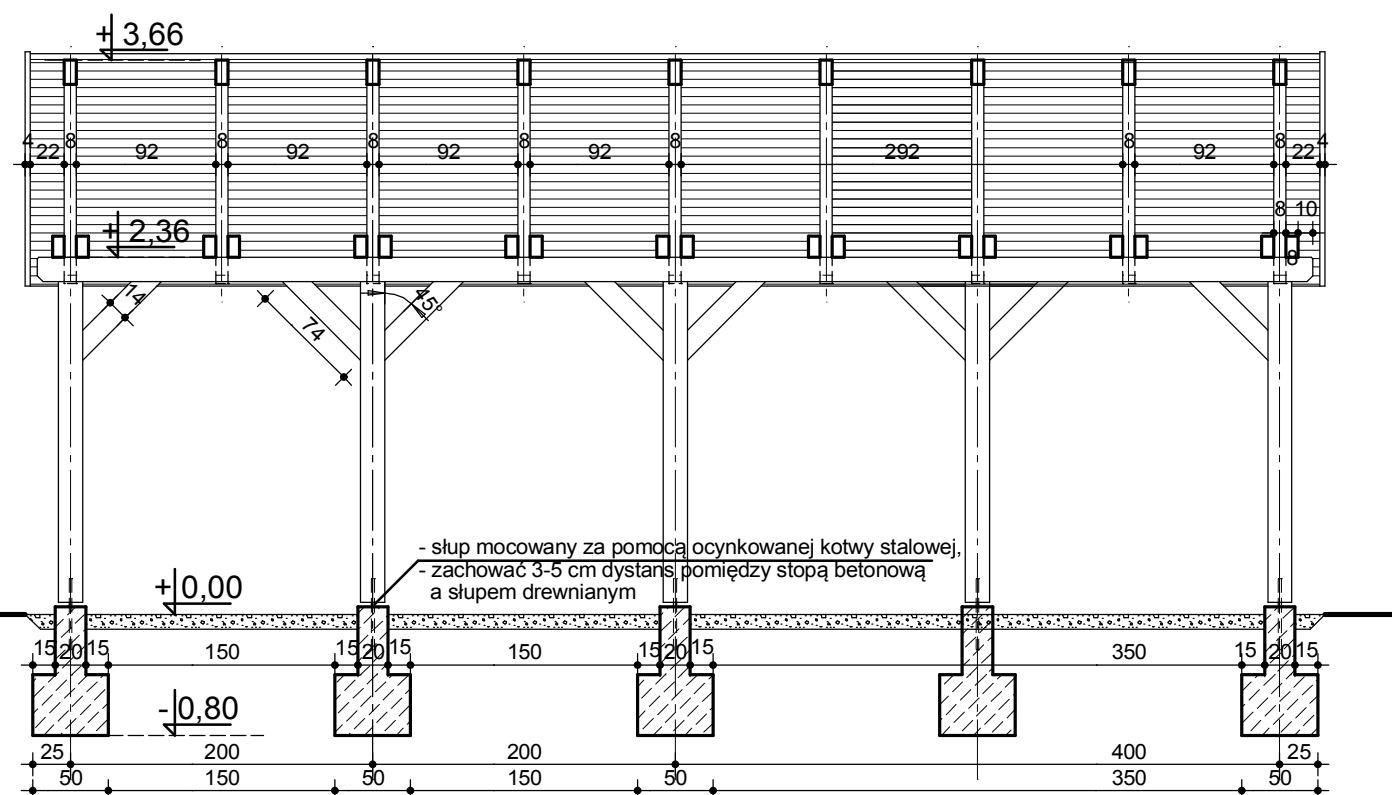 + 3,66
4 22 8 92 8 92 8 92 8 92 8 292 8 92 8 22 4
+ 2,36
8 10
8
14
74
45°
- słup mocowany za pomocą ocynkowanej kotwy stalowej,
- zachować 3-5 cm dystans pomiędzy stopą betonową
a słupem drewnianym
+ 0,00
15 20 15 150 15 20 15 150 15 20 15 350 15 20 15
- 0,80
25 200 200 400 25
50 150 50 150 50 350 50